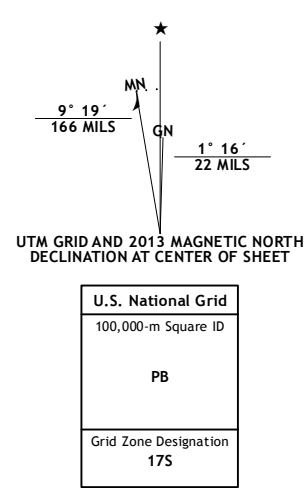 ★
MN
9° 19´
166 MILS
GN
1° 16´
22 MILS
UTM GRID AND 2013 MAGNETIC NORTH
DECLINATION AT CENTER OF SHEET
U.S. National Grid
100,000-m Square ID
PB
Grid Zone Designation
17S